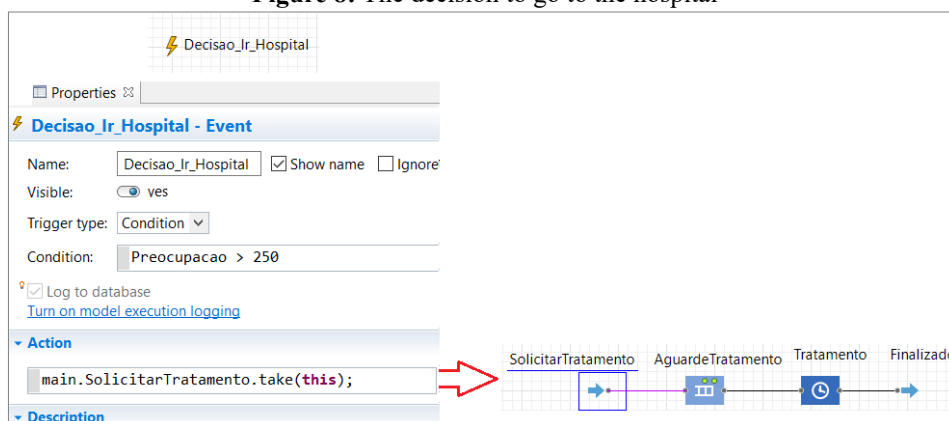 Figure 8: The decision to go to the hospital
Decisao_Ir_Hospital
Properties
Decisao_Ir_Hospital - Event
Name: Decisao_Ir_Hospital Show name Ignore
Visible: yes
Trigger type: Condition
Condition: Preocupacao > 250
Log to database
Turn on model execution logging
Action
main.SolicitarTratamento.take(this);
Description
SolicitarTratamento AguardeTratamento Tratamento Finalizad